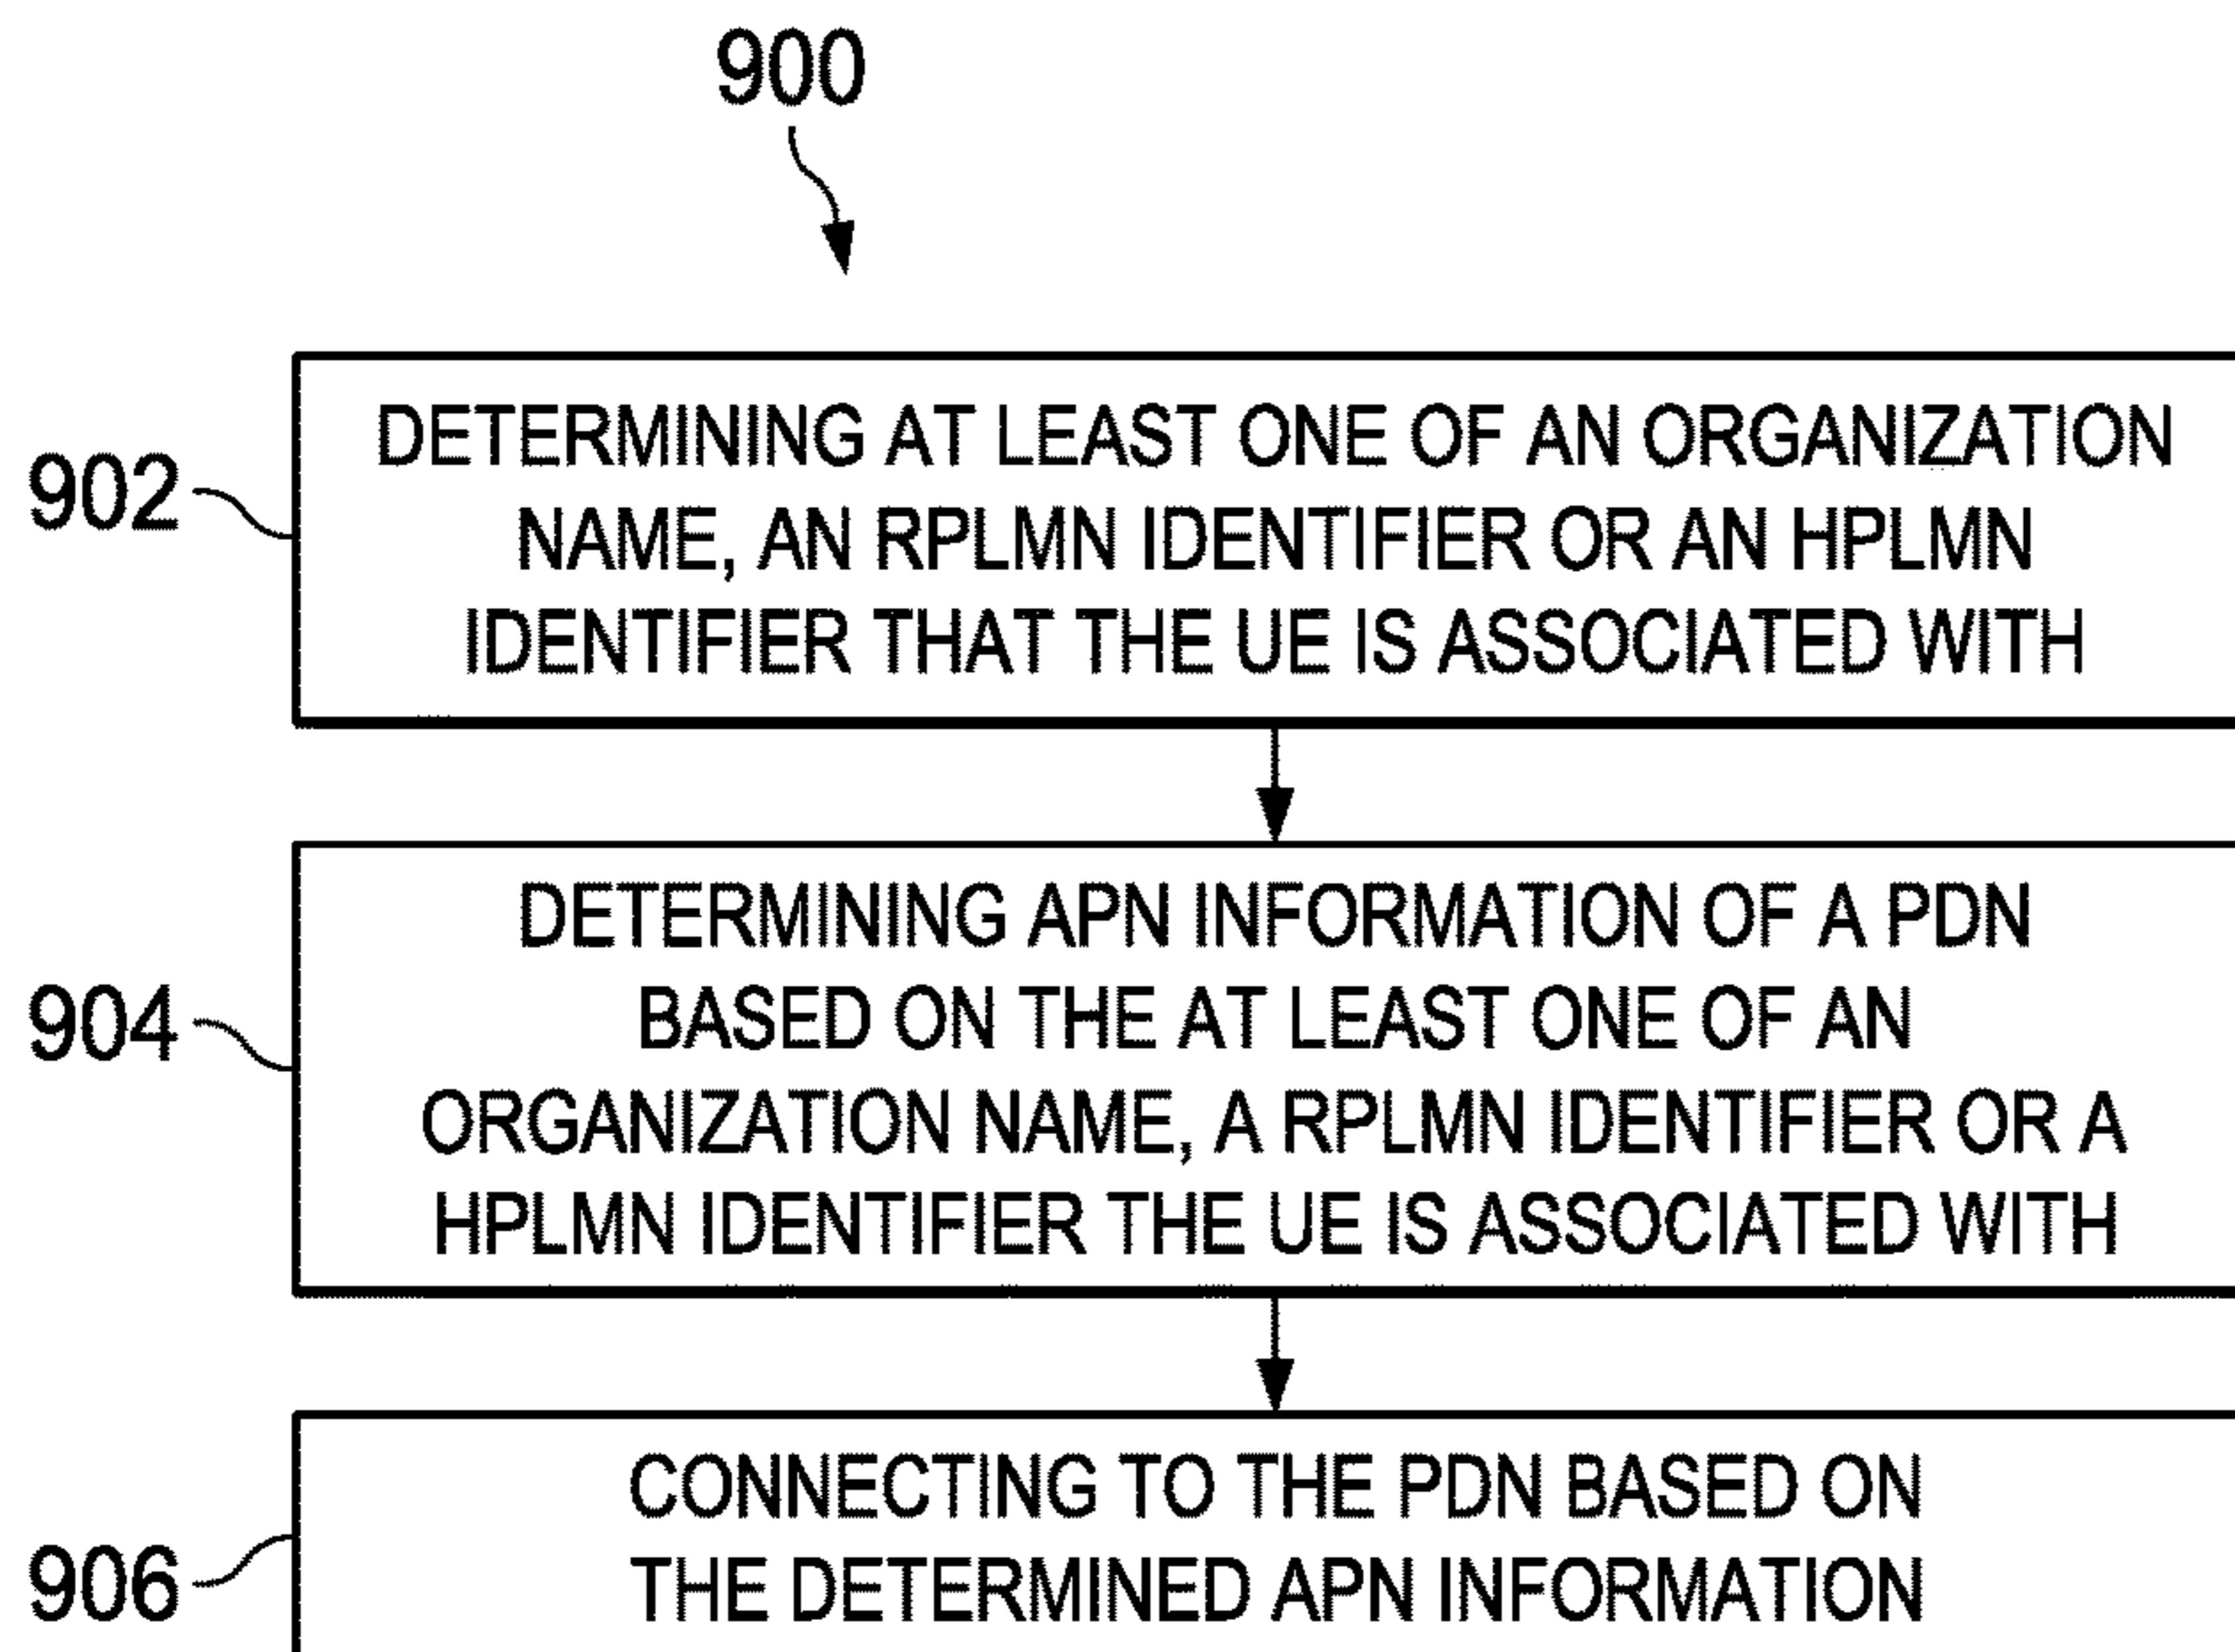 900
902
DETERMINING AT LEAST ONE OF AN ORGANIZATION
NAME, AN RPLMN IDENTIFIER OR AN HPLMN
IDENTIFIER THAT THE UE IS ASSOCIATED WITH
904
DETERMINING APN INFORMATION OF A PDN
BASED ON THE AT LEAST ONE OF AN
ORGANIZATION NAME, A RPLMN IDENTIFIER OR A
HPLMN IDENTIFIER THE UE IS ASSOCIATED WITH
906
CONNECTING TO THE PDN BASED ON
THE DETERMINED APN INFORMATION